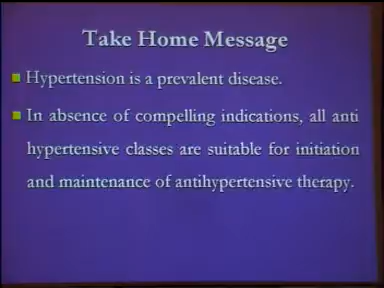 Take Home Message
Hypertension is a prevalent disease.
In absence of compelling indications, all anti
hypertensive classes are suitable for initiation
and maintenance of antihypertensive therapy.